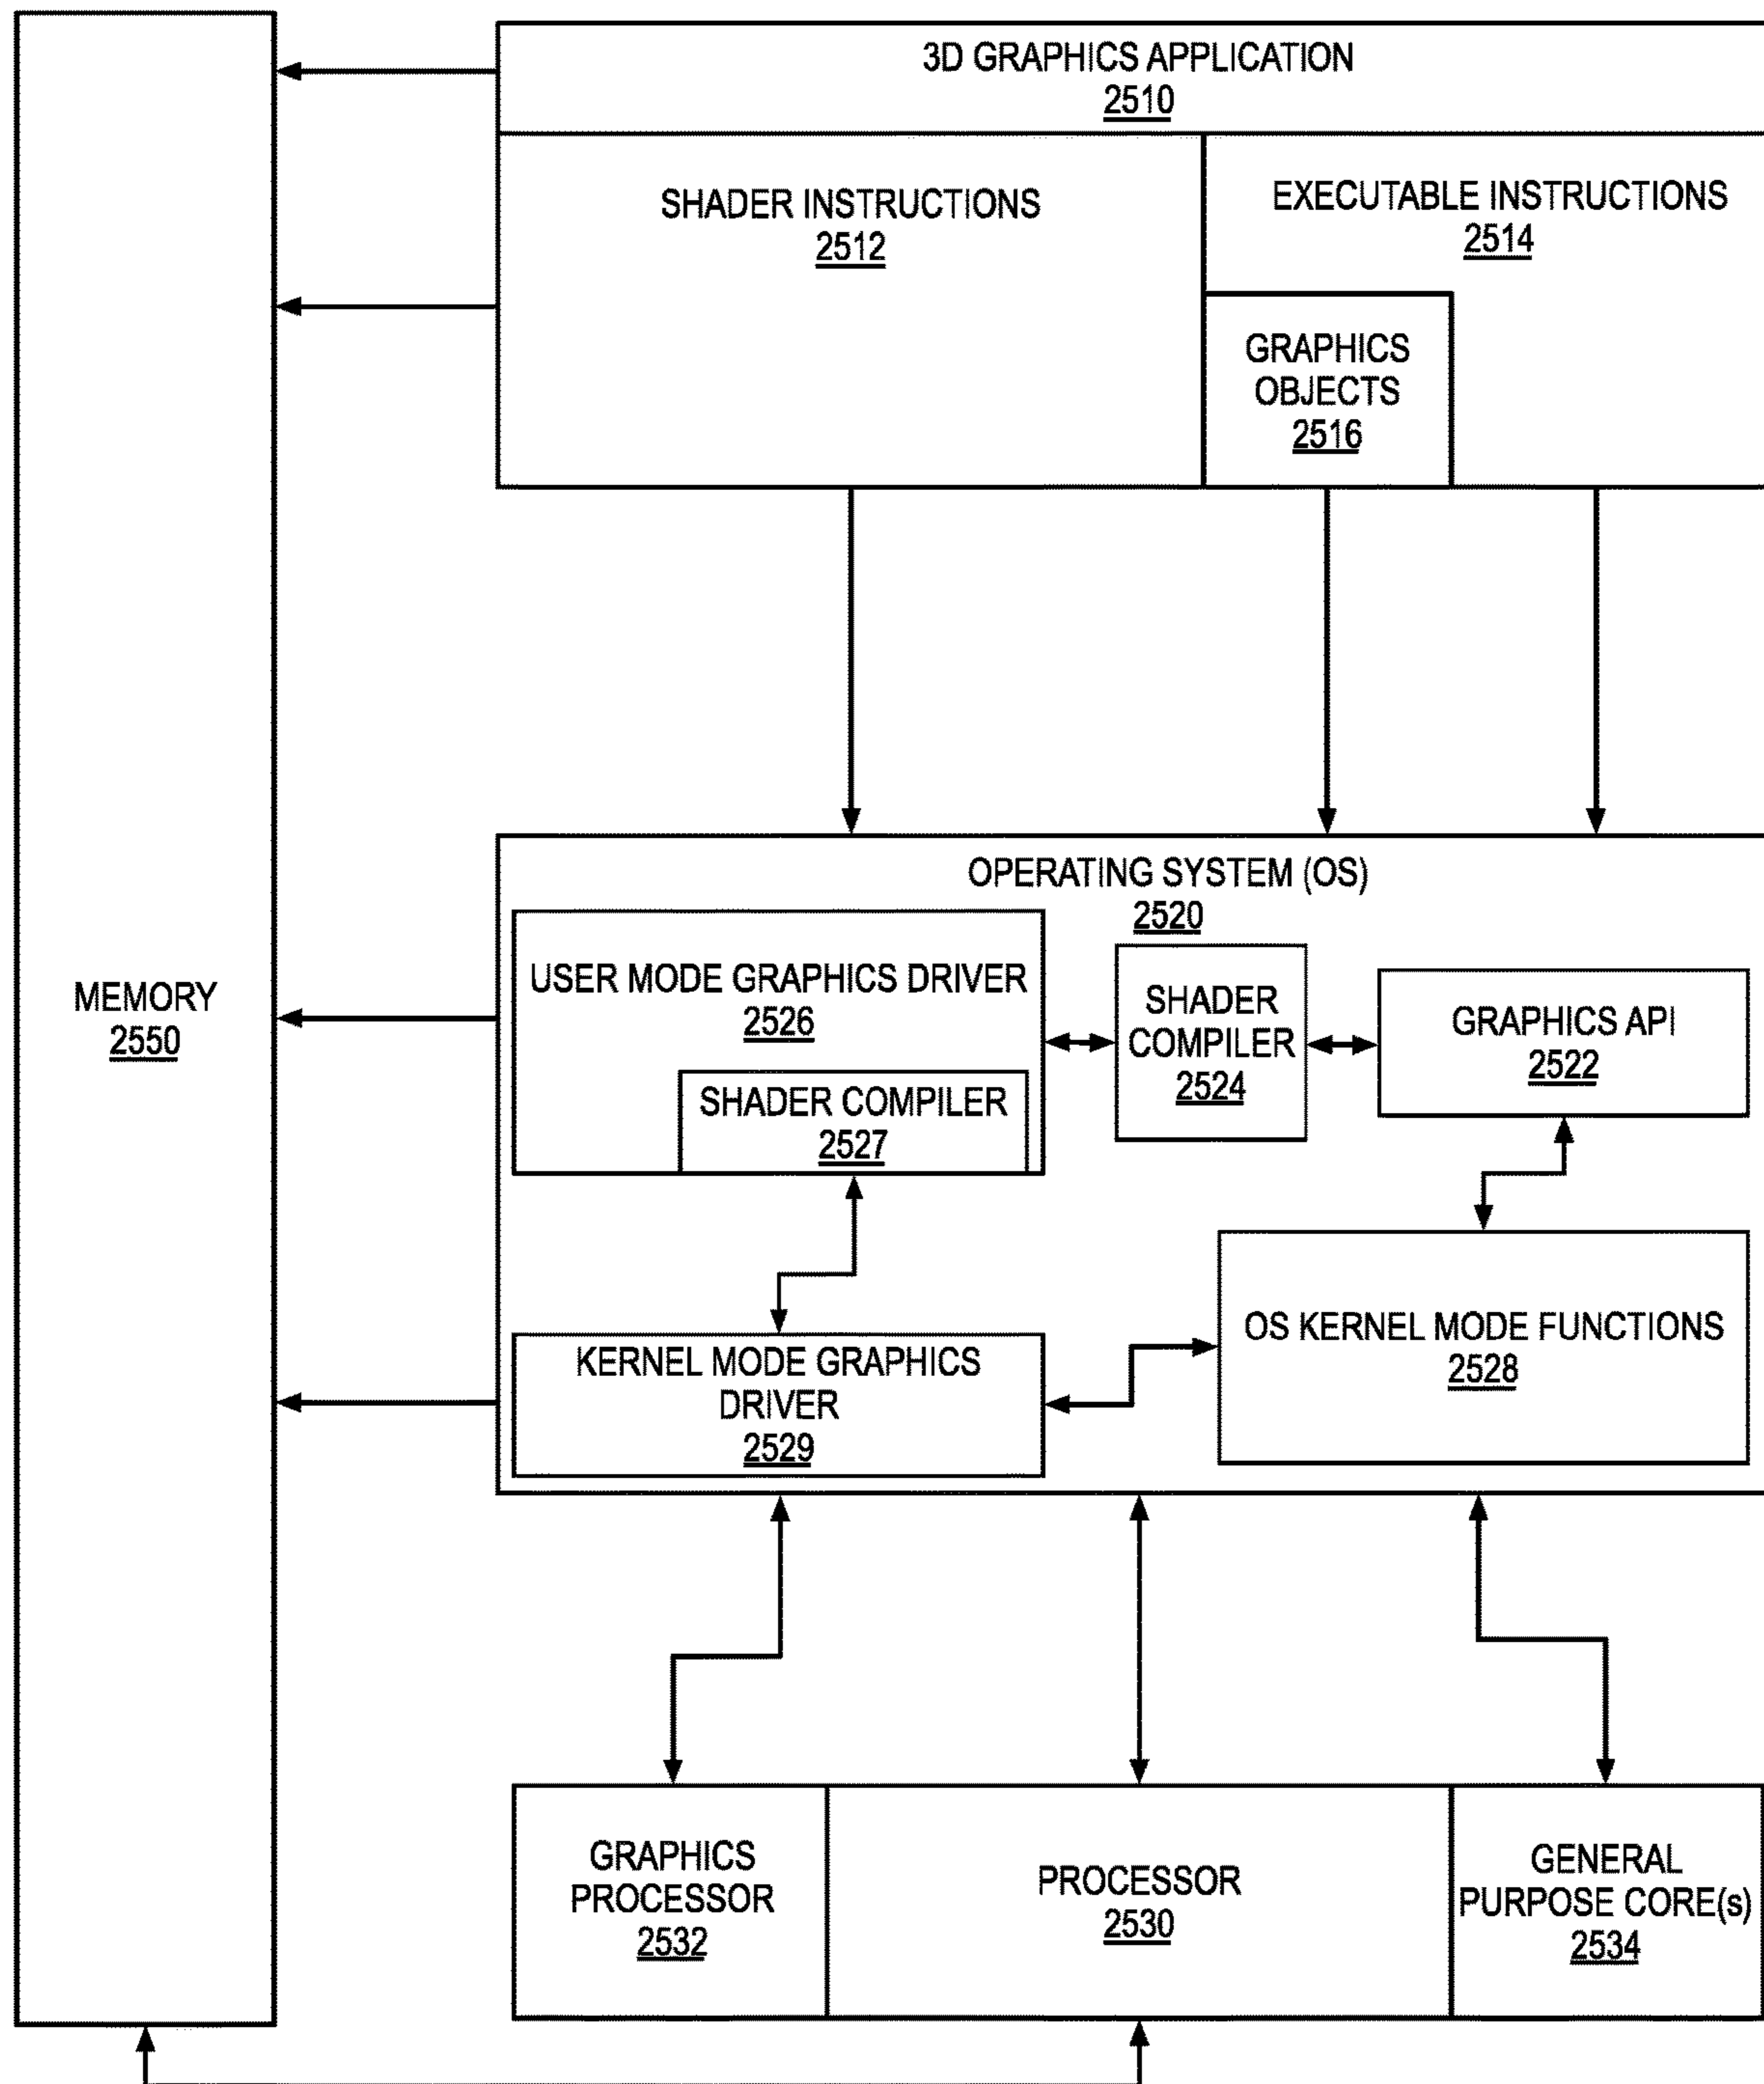 3D GRAPHICS APPLICATION
2510
SHADER INSTRUCTIONS
2512
EXECUTABLE INSTRUCTIONS
2514
GRAPHICS
OBJECTS
2516
MEMORY
2550
OPERATING SYSTEM (OS)
2520
USER MODE GRAPHICS DRIVER
2526
SHADER COMPILER
2527
SHADER
COMPILER
2524
GRAPHICS API
2522
KERNEL MODE GRAPHICS
DRIVER
2529
OS KERNEL MODE FUNCTIONS
2528
GRAPHICS
PROCESSOR
2532
PROCESSOR
2530
GENERAL
PURPOSE CORE(s)
2534